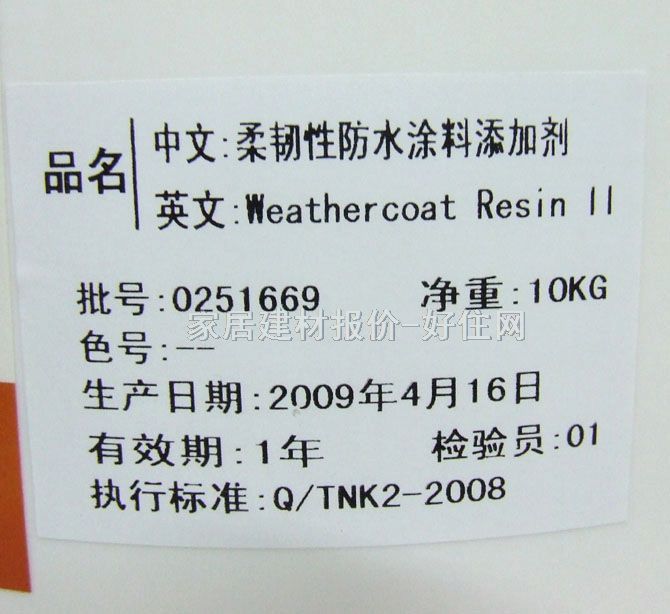 品名
中文:柔韧性防水涂料添加剂
英文:Weathercoat Resin II
批号:0251669 净重:10KG
家居建材报价-好住网
色号:--
生产日期:2009年4月16日
有效期:1年 检验员:01
执行标准:Q/TNK2-2008